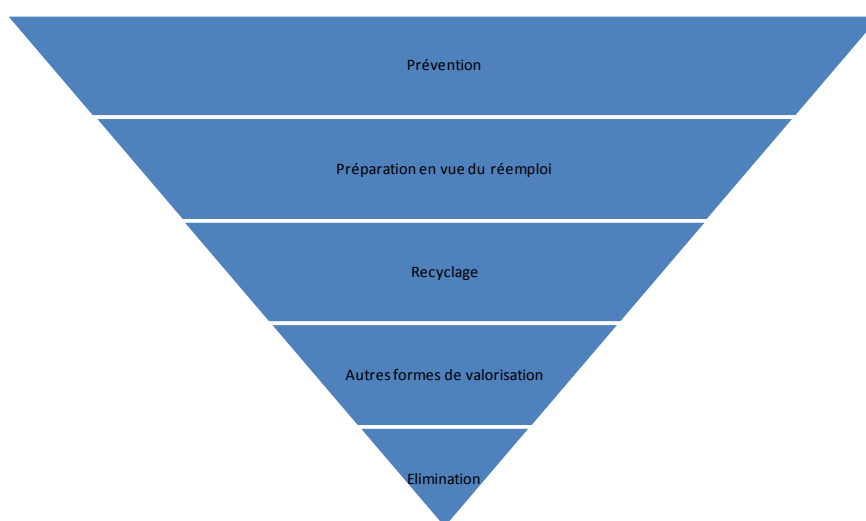 Prévention
Préparation en vue du réemploi
Recyclage
Autres formes de valorisation
Elimination